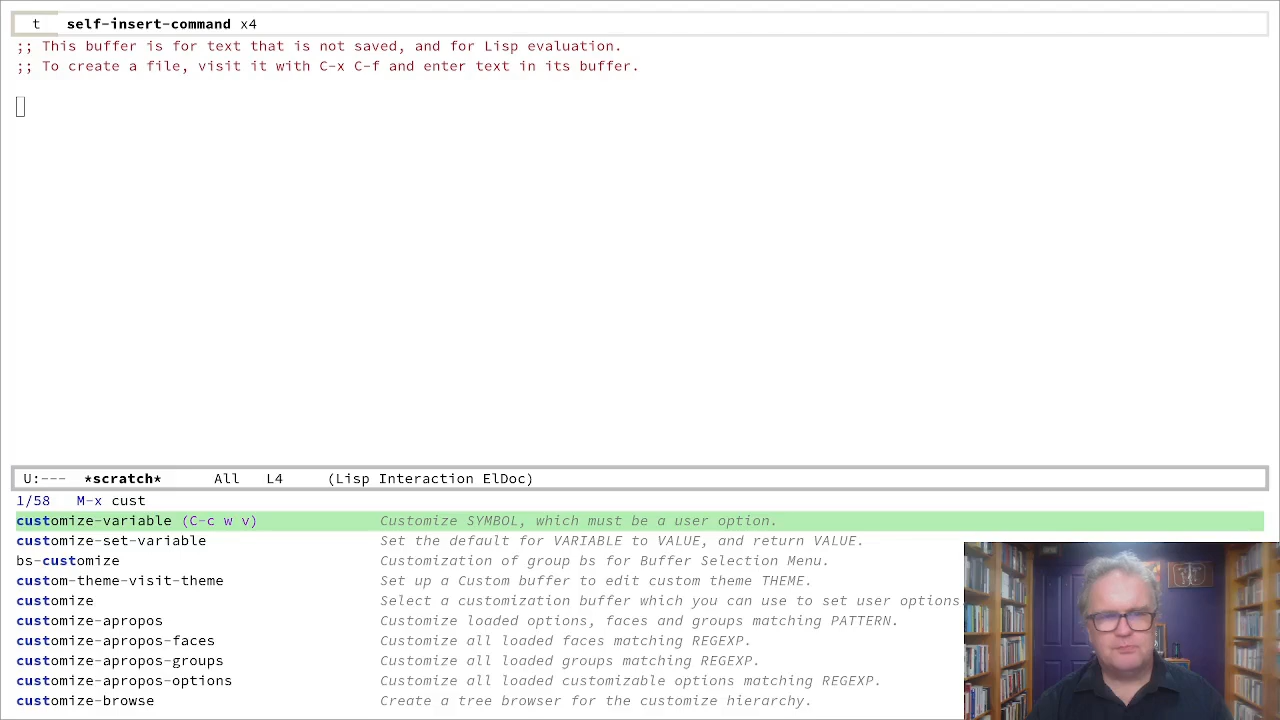 t self-insert-command x4
;; This buffer is for text that is not saved, and for Lisp evaluation.
;; To create a file, visit it with C-x C-f and enter text in its buffer.
U:--- *scratch* All L4 (Lisp Interaction ElDoc)
1/58 M-x cust
customize-variable (C-c w v) Customize SYMBOL, which must be a user option.
customize-set-variable Set the default for VARIABLE to VALUE, and return VALUE.
bs-customize Customization of group bs for Buffer Selection Menu.
custom-theme-visit-theme Set up a Custom buffer to edit custom theme THEME.
customize Select a customization buffer which you can use to set user options.
customize-apropos Customize loaded options, faces and groups matching PATTERN.
customize-apropos-faces Customize all loaded faces matching REGEXP.
customize-apropos-groups Customize all loaded groups matching REGEXP.
customize-apropos-options Customize all loaded customizable options matching REGEXP.
customize-browse Create a tree browser for the customize hierarchy.